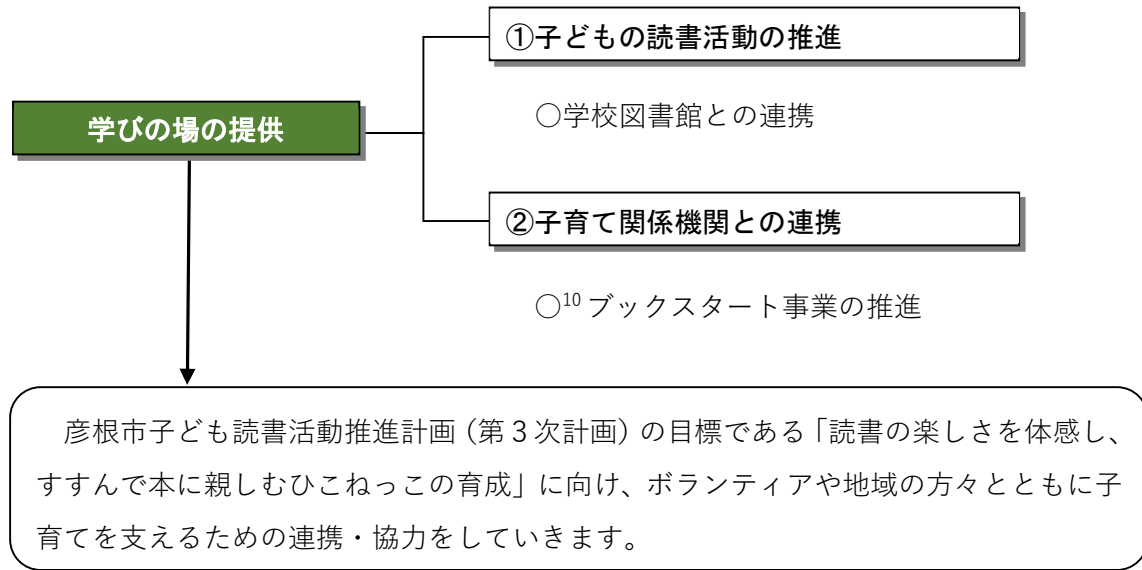 ①子どもの読書活動の推進
○学校図書館との連携
学びの場の提供
②子育て関係機関との連携
○10 ブックスタート事業の推進
彦根市子ども読書活動推進計画（第３次計画）の目標である「読書の楽しさを体感し、
すすんで本に親しむひこねっこの育成」に向け、ボランティアや地域の方々とともに子
育てを支えるための連携・協力をしていきます。